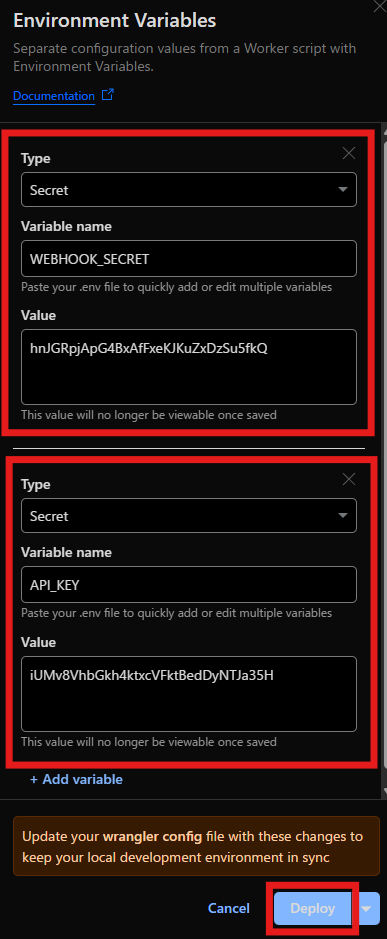 Environment Variables
Separate configuration values from a Worker script with
Environment Variables.
Documentation
Type
Secret
Variable name
WEBHOOK_SECRET
Paste your .env file to quickly add or edit multiple variables
Value
hnJGRpjApG4BxAfFxeKJKuZxDzSu5fkQ
This value will no longer be viewable once saved
Type
Secret
Variable name
API_KEY
Paste your .env file to quickly add or edit multiple variables
Value
iUMv8VhbGkh4ktxcVFktBedDyNTJa35H
This value will no longer be viewable once saved
+ Add variable
Update your wrangler config file with these changes to
keep your local development environment in sync
Cancel
Deploy